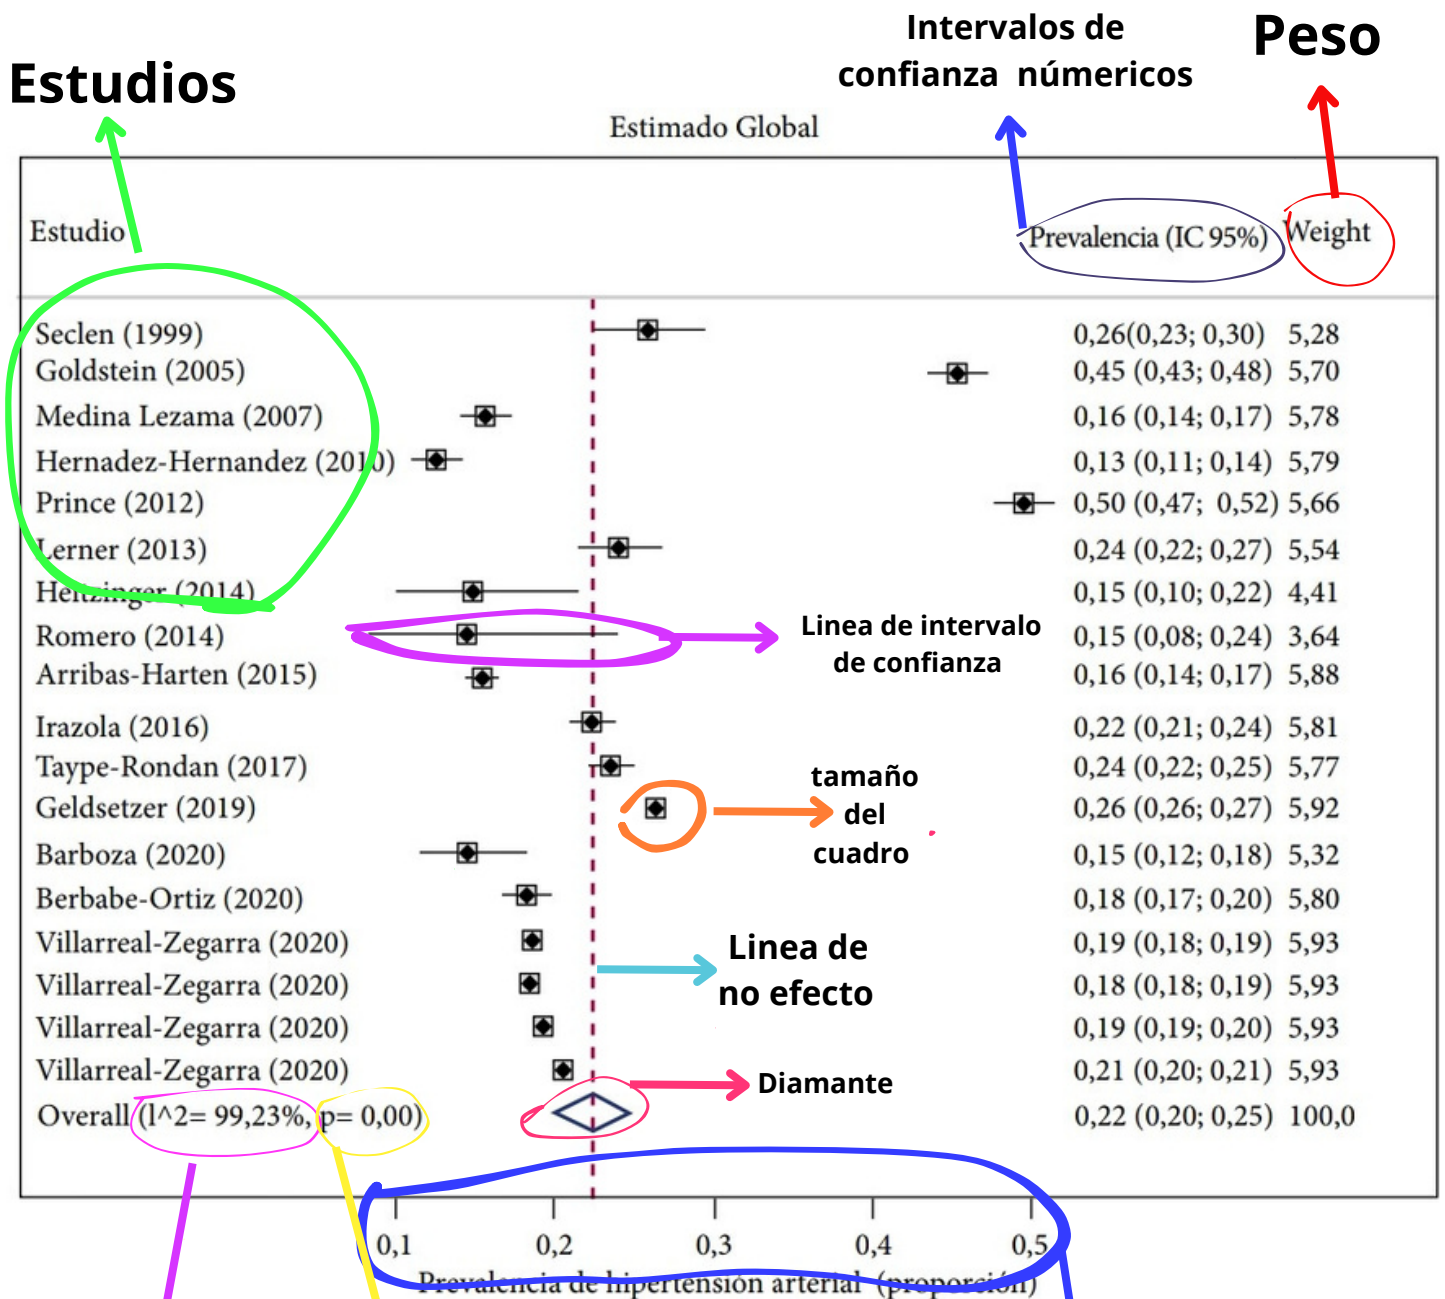 Intervalos de
confianza númericos
Peso
Estudios
Estimado Global
Estudio Prevalencia (IC 95%) Weight
Seclen (1999) 0,26(0,23; 0,30) 5,28
Goldstein (2005) 0,45 (0,43; 0,48) 5,70
Medina Lezama (2007) 0,16 (0,14; 0,17) 5,78
Hernadez-Hernandez (2010) 0,13 (0,11; 0,14) 5,79
Prince (2012) 0,50 (0,47; 0,52) 5,66
Lerner (2013) 0,24 (0,22; 0,27) 5,54
Heitzinger (2014) 0,15 (0,10; 0,22) 4,41
Romero (2014) 0,15 (0,08; 0,24) 3,64
Linea de intervalo
de confianza
Arribas-Harten (2015) 0,16 (0,14; 0,17) 5,88
Irazola (2016) 0,22 (0,21; 0,24) 5,81
Taype-Rondan (2017) 0,24 (0,22; 0,25) 5,77
Geldsetzer (2019) 0,26 (0,26; 0,27) 5,92
tamaño
del
cuadro
Barboza (2020) 0,15 (0,12; 0,18) 5,32
Berbabe-Ortiz (2020) 0,18 (0,17; 0,20) 5,80
Villarreal-Zegarra (2020) 0,19 (0,18; 0,19) 5,93
Linea de
no efecto
Villarreal-Zegarra (2020) 0,18 (0,18; 0,19) 5,93
Villarreal-Zegarra (2020) 0,19 (0,19; 0,20) 5,93
Villarreal-Zegarra (2020) 0,21 (0,20; 0,21) 5,93
Diamante
Overall (l^2= 99,23%, p= 0,00) 0,22 (0,20; 0,25) 100,0
0,1 0,2 0,3 0,4 0,5
Prevalencia de hipertensión arterial (proporción)